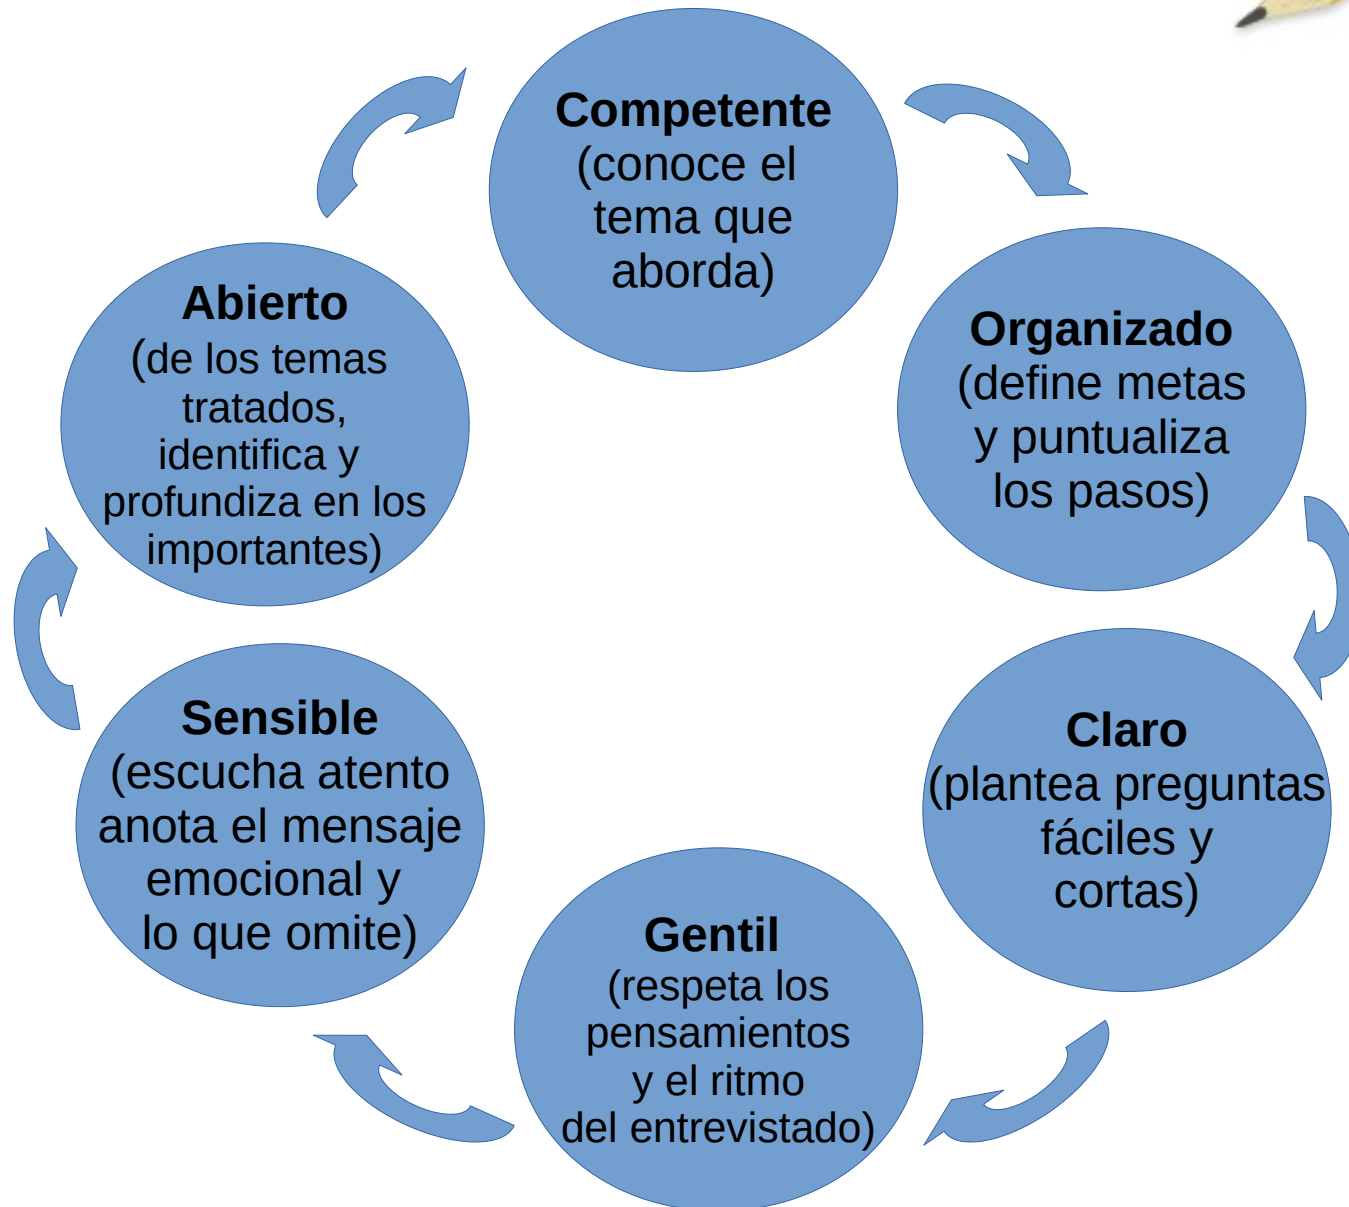 Competente
(conoce el
tema que
aborda)
Organizado
(define metas
y puntualiza
los pasos)
Claro
(plantea preguntas
fáciles y
cortas)
Gentil
(respeta los
pensamientos
y el ritmo
del entrevistado)
Sensible
(escucha atento
anota el mensaje
emocional y
lo que omite)
Abierto
(de los temas
tratados,
identifica y
profundiza en los
importantes)